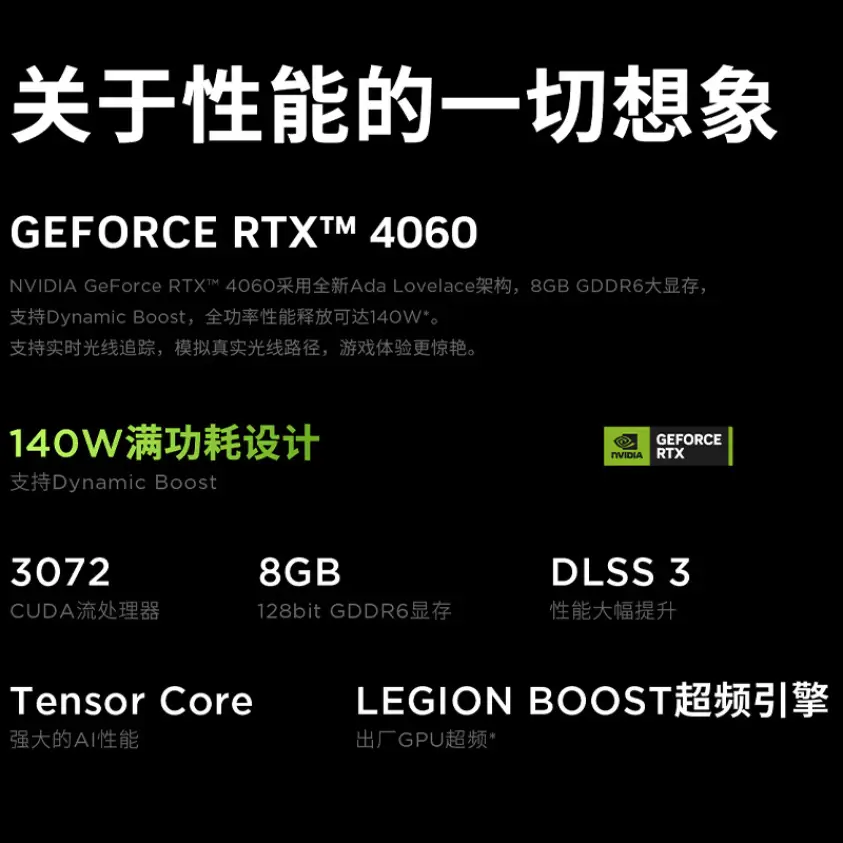 关于性能的一切想象
GEFORCE RTX™ 4060
NVIDIA GeForce RTX™ 4060采用全新Ada Lovelace架构，8GB GDDR6大显存，
支持Dynamic Boost，全功率性能释放可达140W*。
支持实时光线追踪，模拟真实光线路径，游戏体验更惊艳。
140W满功耗设计
支持Dynamic Boost
NVIDIA
GEFORCE
RTX
3072
CUDA流处理器
8GB
128bit GDDR6显存
DLSS 3
性能大幅提升
Tensor Core
强大的AI性能
LEGION BOOST超频引擎
出厂GPU超频*